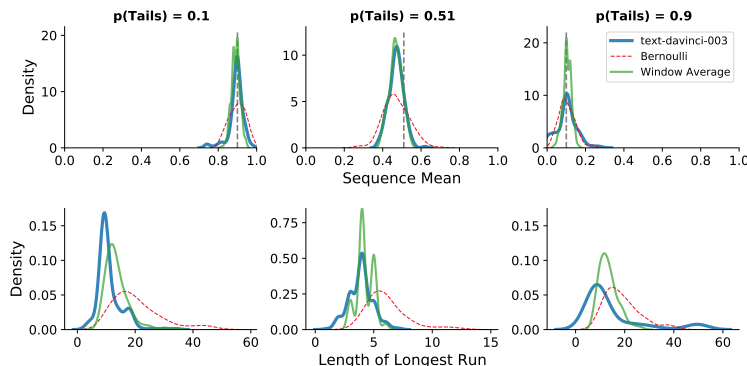 p(Tails) = 0.1 p(Tails) = 0.51 p(Tails) = 0.9
text-davinci-003
Bernoulli
Window Average
Density
20
10
0
0.0 0.2 0.4 0.6 0.8 1.0
10
5
0
0.0 0.2 0.4 0.6 0.8 1.0
20
10
0
0.0 0.2 0.4 0.6 0.8 1.0
Sequence Mean
Density
0.15
0.10
0.05
0.00
0 20 40 60
0.75
0.50
0.25
0.00
0 5 10 15
0.15
0.10
0.05
0.00
0 20 40 60
Length of Longest Run